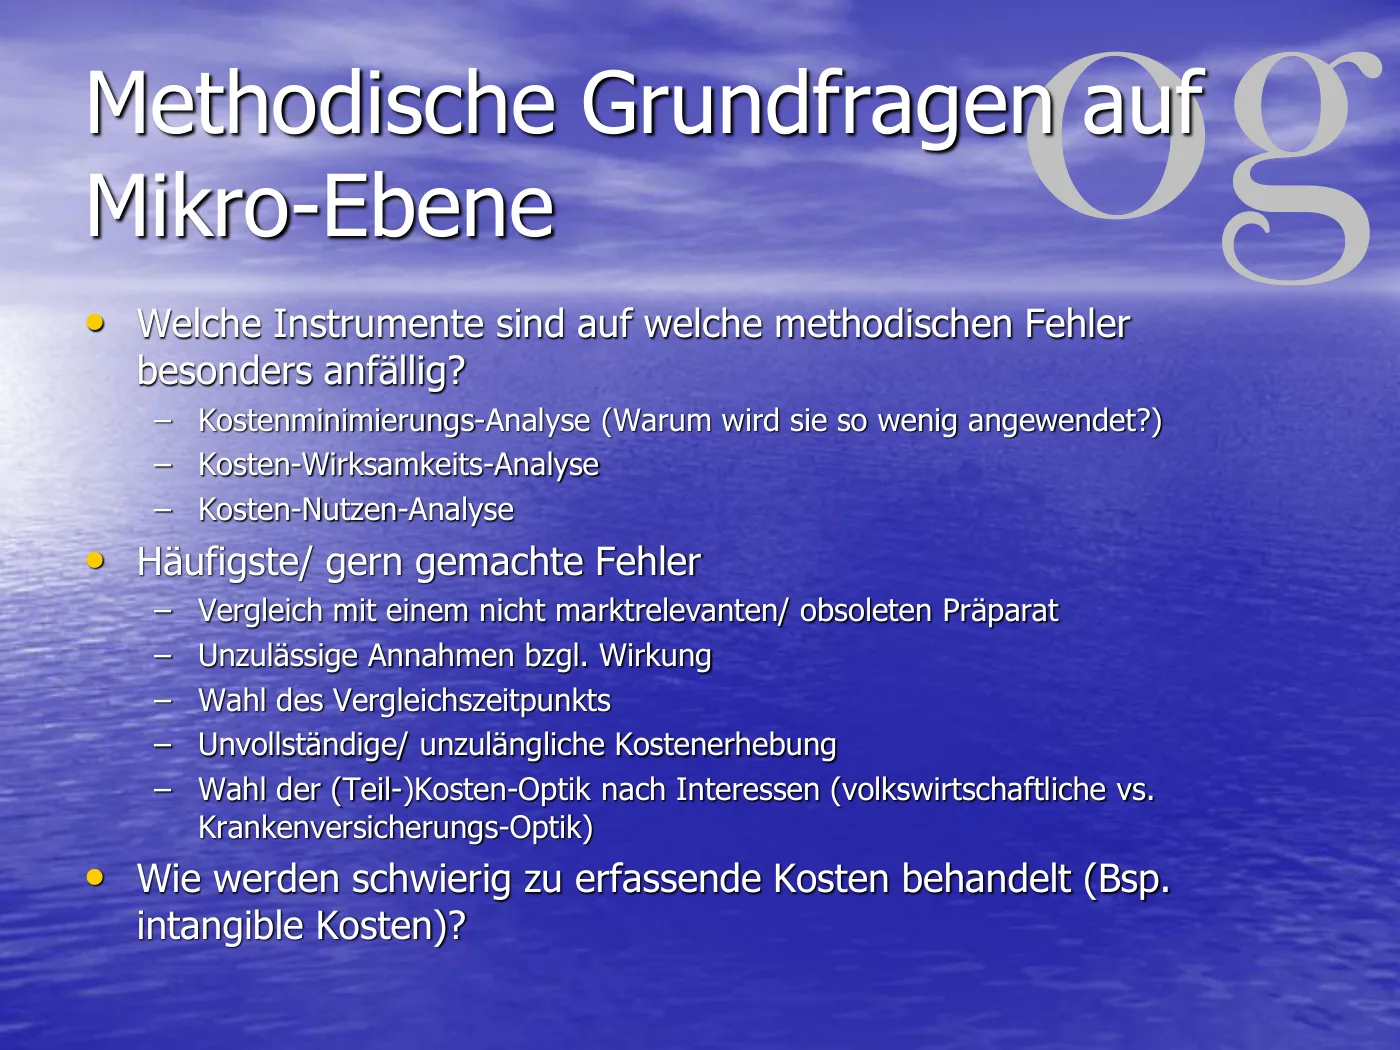 Methodische Grundfragen auf
Mikro-Ebene
og
• Welche Instrumente sind auf welche methodischen Fehler
besonders anfällig?
– Kostenminimierungs-Analyse (Warum wird sie so wenig angewendet?)
– Kosten-Wirksamkeits-Analyse
– Kosten-Nutzen-Analyse
• Häufigste/ gern gemachte Fehler
– Vergleich mit einem nicht marktrelevanten/ obsoleten Präparat
– Unzulässige Annahmen bzgl. Wirkung
– Wahl des Vergleichszeitpunkts
– Unvollständige/ unzulängliche Kostenerhebung
– Wahl der (Teil-)Kosten-Optik nach Interessen (volkswirtschaftliche vs.
Krankenversicherungs-Optik)
• Wie werden schwierig zu erfassende Kosten behandelt (Bsp.
intangible Kosten)?